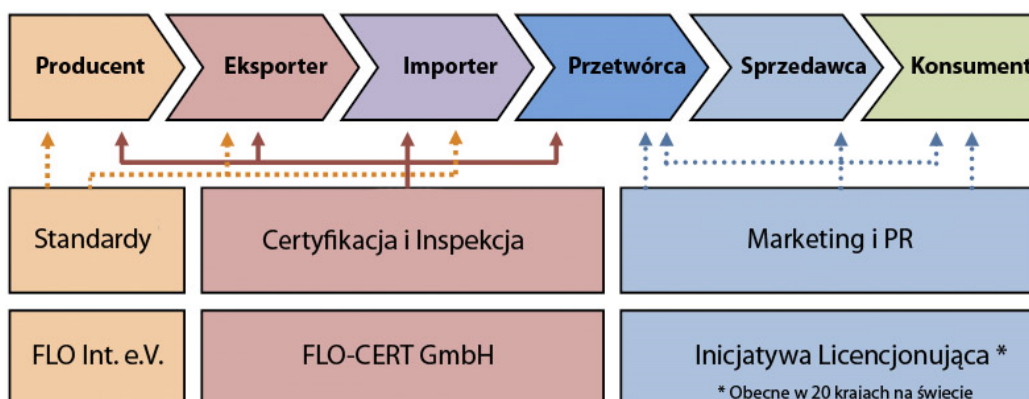 Producent
Eksporter
Importer
Przetwórca
Sprzedawca
Konsument
Standardy
Certyfikacja i Inspekcja
Marketing i PR
FLO Int. e.V.
FLO-CERT GmbH
Inicjatywa Licencjonująca *
* Obecne w 20 krajach na świecie